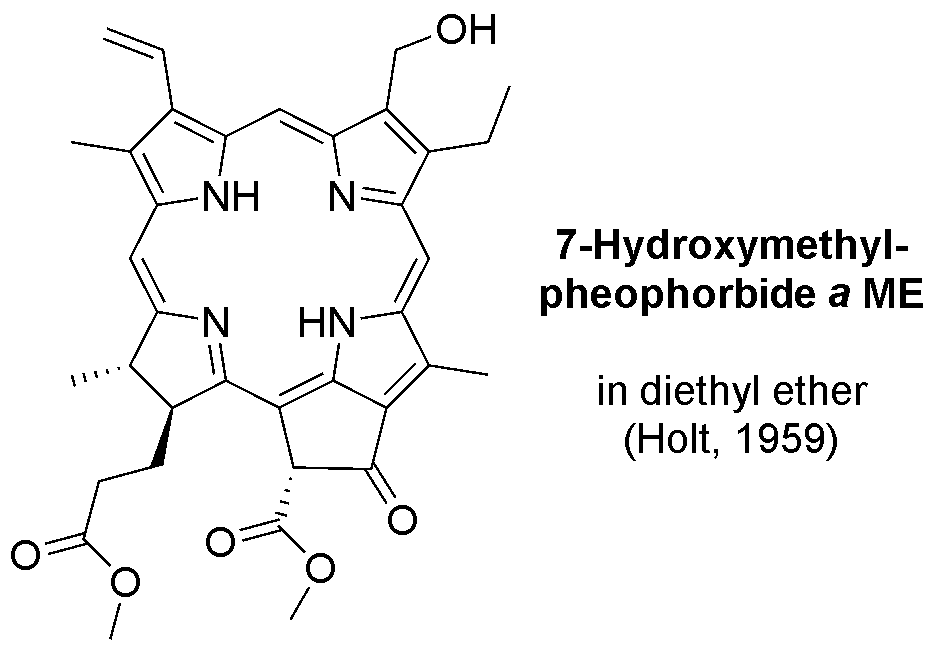 OH
NH
N
N
HN
O
O
O
O
O
7-Hydroxymethyl-
pheophorbide a ME
in diethyl ether
(Holt, 1959)